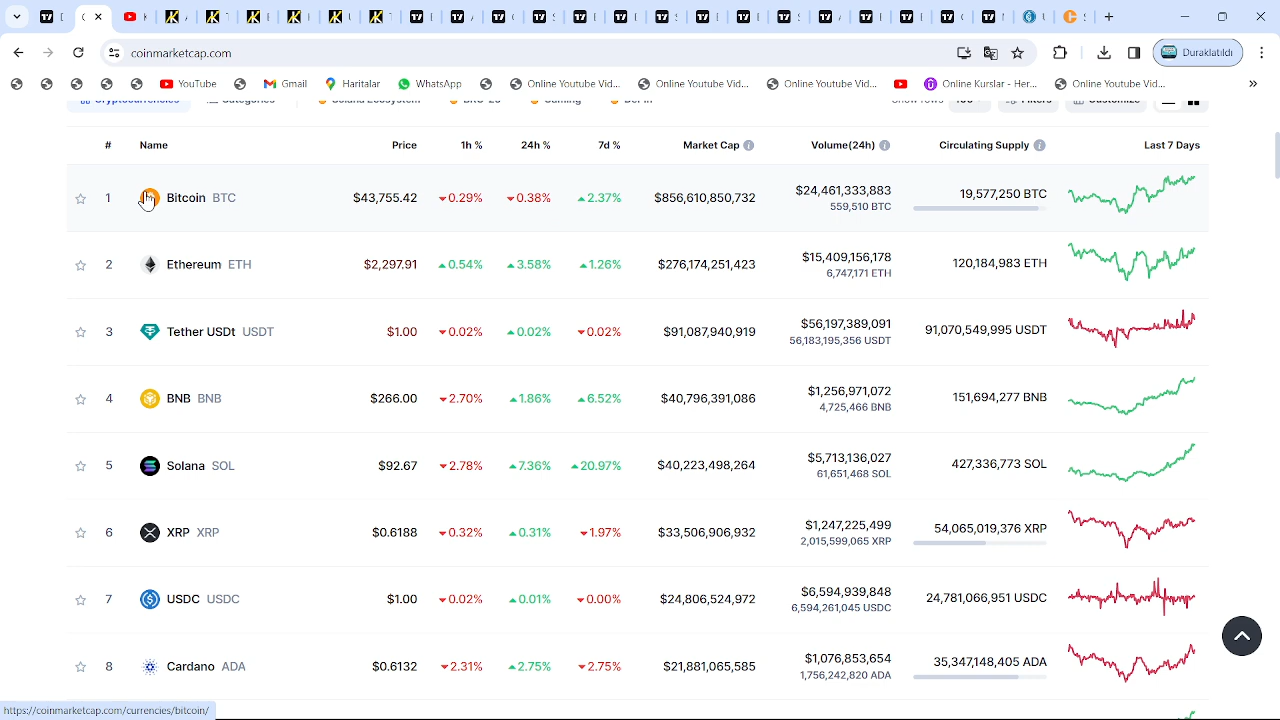 coinmarketcap.com
Duraklatıldı
YouTube
Gmail
Haritalar
WhatsApp
Online Youtube Vid...
Online Youtube Vid...
Online Youtube Vid...
Online Kurslar - Her...
Online Youtube Vid...
Cryptocurrencies Categories Solana Ecosystem BRC-20 Gaming DePIN Show rows 100 Filters Customize
# Name Price 1h % 24h % 7d % Market Cap Volume(24h) Circulating Supply Last 7 Days
1 Bitcoin BTC $43,755.42 0.29% 0.38% 2.37% $856,610,850,732 $24,461,333,883 19,577,250 BTC
559,510 BTC
2 Ethereum ETH $2,297.91 0.54% 3.58% 1.26% $276,174,251,423 $15,409,156,178 120,184,983 ETH
6,747,171 ETH
3 Tether USDt USDT $1.00 0.02% 0.02% 0.02% $91,087,940,919 $56,197,389,091 91,070,549,995 USDT
56,183,195,356 USDT
4 BNB BNB $266.00 2.70% 1.86% 6.52% $40,796,391,086 $1,256,971,072 151,694,277 BNB
4,725,466 BNB
5 Solana SOL $92.67 2.78% 7.36% 20.97% $40,223,498,264 $5,713,136,027 427,336,773 SOL
61,651,468 SOL
6 XRP XRP $0.6188 0.32% 0.31% 1.97% $33,506,906,932 $1,247,225,499 54,065,019,376 XRP
2,015,599,065 XRP
7 USDC USDC $1.00 0.02% 0.01% 0.00% $24,806,524,972 $6,594,939,848 24,781,066,951 USDC
6,594,261,045 USDC
8 Cardano ADA $0.6132 2.31% 2.75% 2.75% $21,881,065,585 $1,076,853,654 35,347,148,405 ADA
1,756,242,820 ADA
https://coinmarketcap.com/currencies/bitcoin/